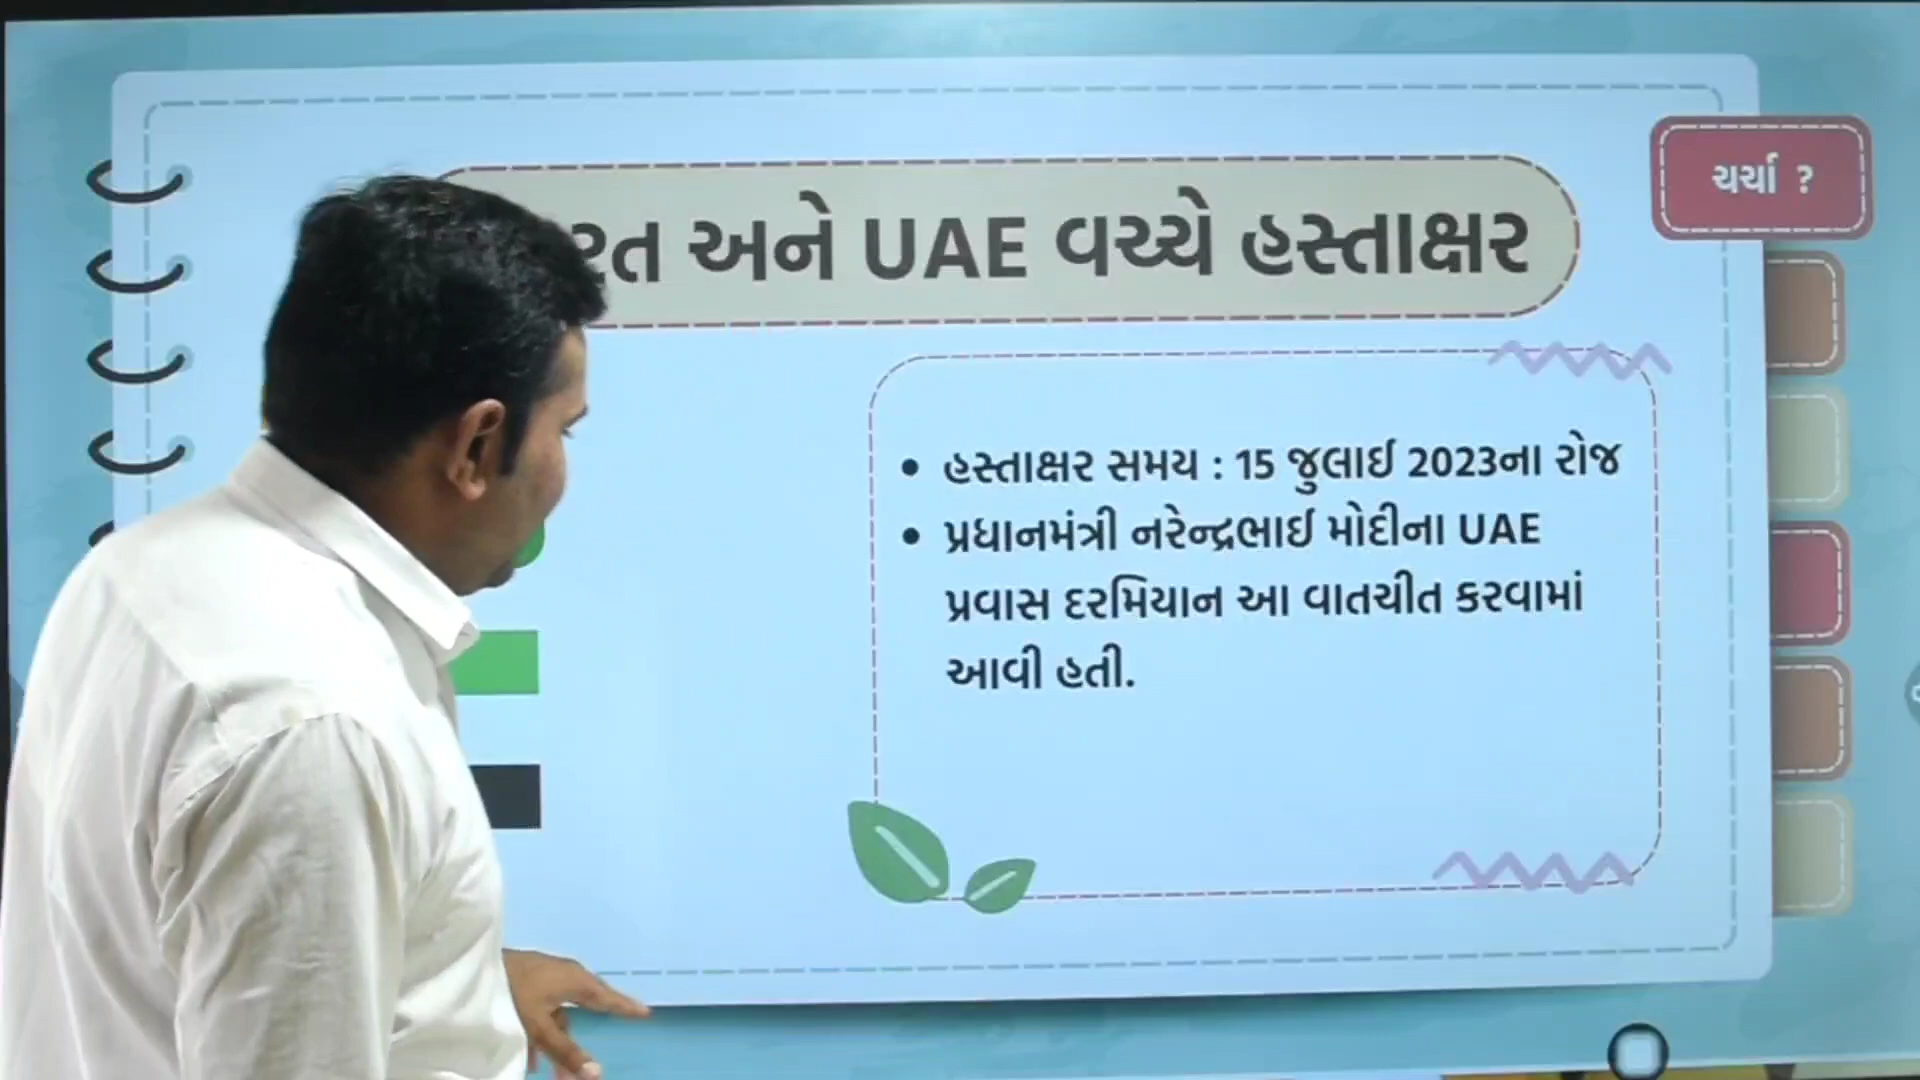 અને UAE વચ્ચે હસ્તાક્ષર
ચર્ચા ?
• હસ્તાક્ષર સમય : 15 જુલાઈ 2023ના રોજ
• પ્રધાનમંત્રી નરેન્દ્રભાઈ મોદીના UAE
પ્રવાસ દરમિયાન આ વાતચીત કરવામાં
આવી હતી.